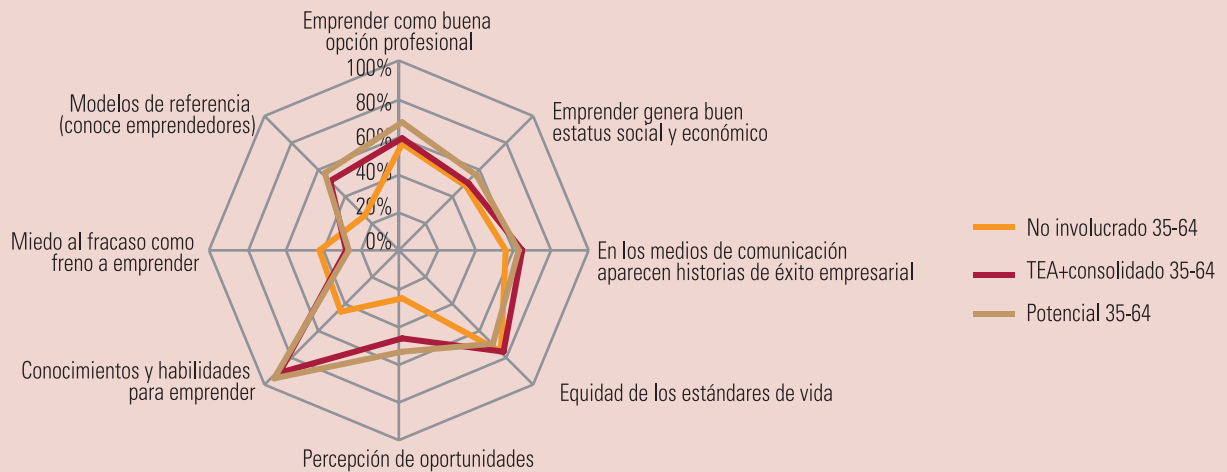 Emprender como buena
opción profesional
100%
80%
60%
40%
20%
0%
Modelos de referencia
(conoce emprendedores)
Emprender genera buen
estatus social y económico
Miedo al fracaso como
freno a emprender
En los medios de comunicación
aparecen historias de éxito empresarial
No involucrado 35-64
TEA+consolidado 35-64
Potencial 35-64
Conocimientos y habilidades
para emprender
Equidad de los estándares de vida
Percepción de oportunidades